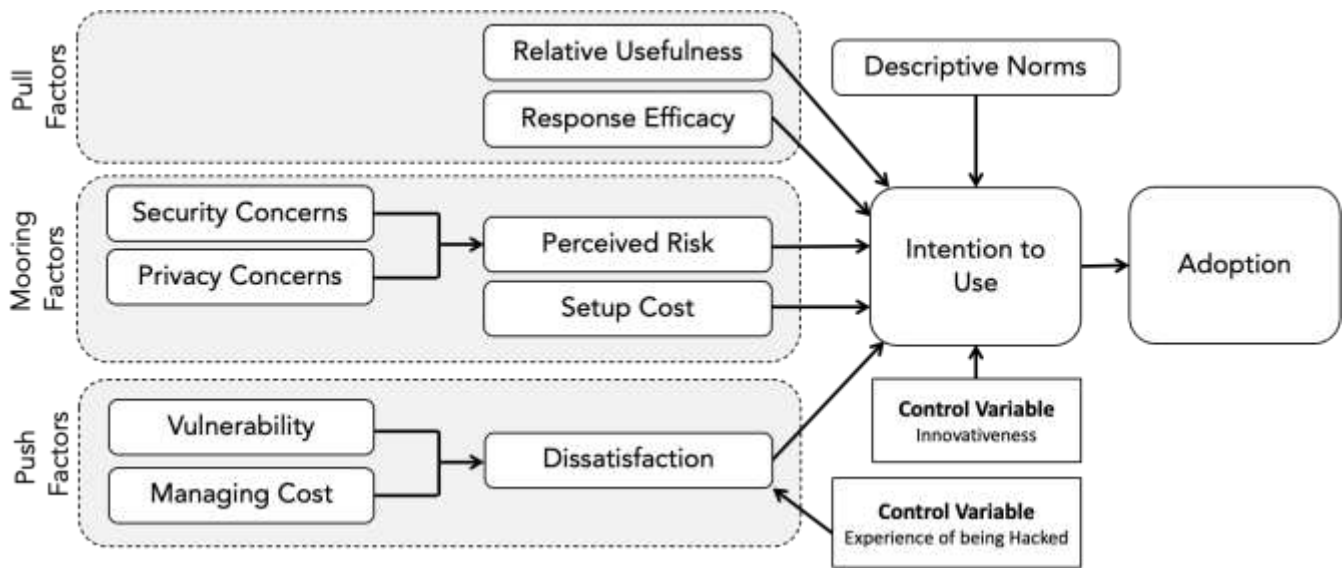 Pull
Factors
Relative Usefulness
Response Efficacy
Descriptive Norms
Mooring
Factors
Security Concerns
Privacy Concerns
Perceived Risk
Setup Cost
Intention to
Use
Adoption
Push
Factors
Vulnerability
Managing Cost
Dissatisfaction
Control Variable
Innovativeness
Control Variable
Experience of being Hacked